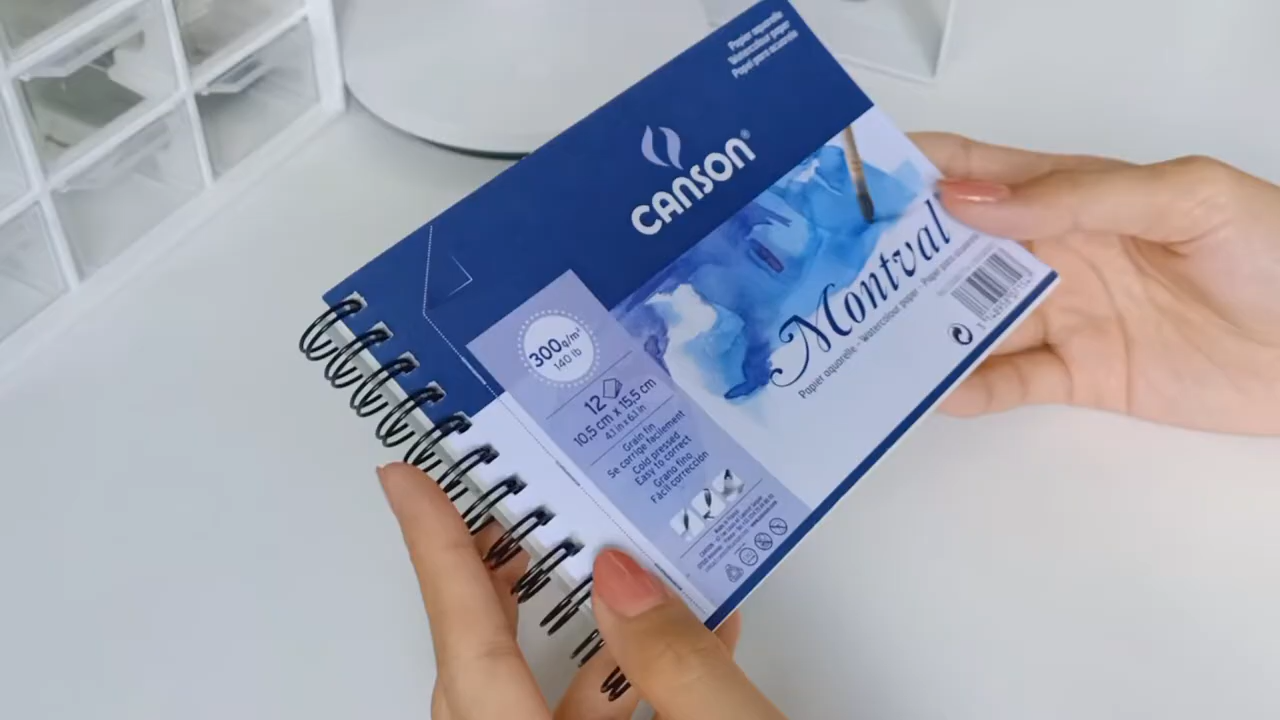 Papier aquarelle
Watercolour paper
Papel para acuarela
CANSON®
Montval
Papier aquarelle - Watercolour paper - Papel para acuarela
300g/m²
140 lb
12
10,5 cm x 15,5 cm
4.1 in x 6.1 in
Grain fin
Se corrige facilement
Cold pressed
Easy to correct
Grano fino
Fácil corrección